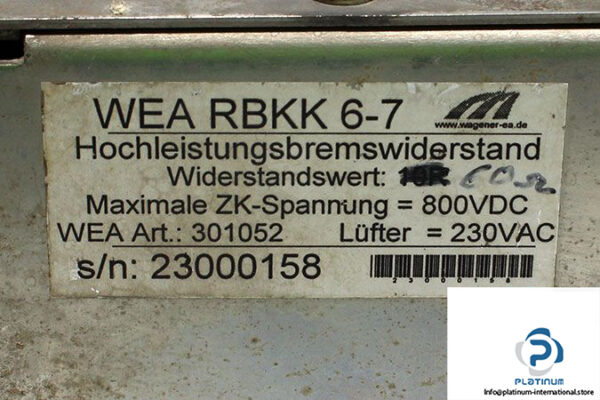 WEA RBKK 6-7
www.wagener-ea.de
Hochleistungsbremswiderstand
Widerstandswert: 60Ω
Maximale ZK-Spannung = 800VDC
WEA Art.: 301052 Lüfter = 230VAC
s/n: 23000158
23000158
PLATINUM
Info@platinum-international.store